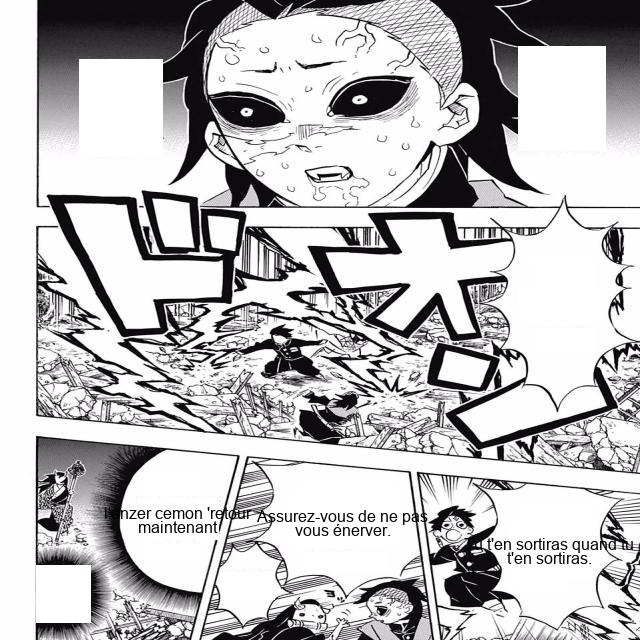 ドオン
cemon 'retour
maintenant
Assurez-vous de ne pas
vous énerver.
t'en sortiras quand tu
t'en sortiras.